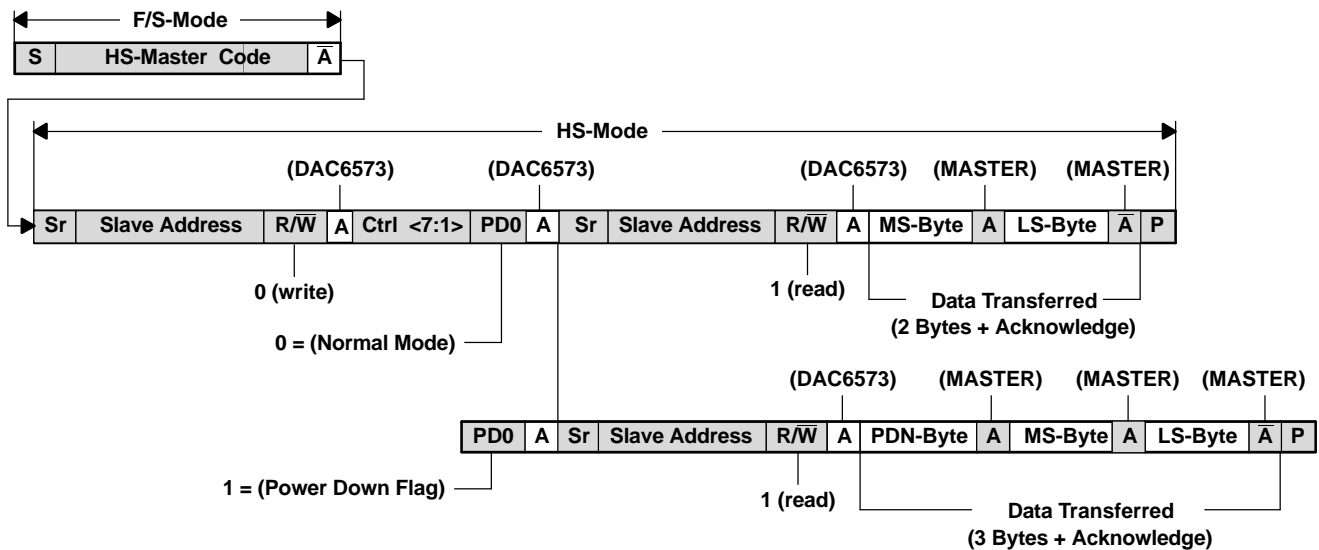 F/S-Mode
S HS-Master Code A̅
HS-Mode
(DAC6573) (DAC6573) (DAC6573) (MASTER) (MASTER)
Sr Slave Address R/W̅ A Ctrl <7:1> PD0 A Sr Slave Address R/W̅ A MS-Byte A LS-Byte A̅ P
0 (write) 1 (read) Data Transferred
(2 Bytes + Acknowledge)
0 = (Normal Mode)
(DAC6573) (MASTER) (MASTER) (MASTER)
PD0 A Sr Slave Address R/W̅ A PDN-Byte A MS-Byte A LS-Byte A̅ P
1 = (Power Down Flag) 1 (read) Data Transferred
(3 Bytes + Acknowledge)